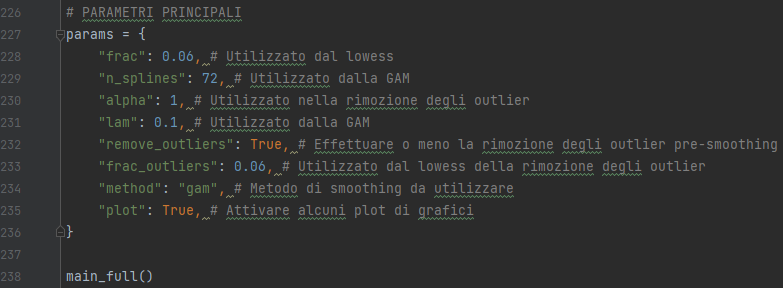 226 # PARAMETRI PRINCIPALI
227 params = {
228 "frac": 0.06, # Utilizzato dal lowess
229 "n_splines": 72, # Utilizzato dalla GAM
230 "alpha": 1, # Utilizzato nella rimozione degli outlier
231 "lam": 0.1, # Utilizzato dalla GAM
232 "remove_outliers": True, # Effettuare o meno la rimozione degli outlier pre-smoothing
233 "frac_outliers": 0.06, # Utilizzato dal lowess della rimozione degli outlier
234 "method": "gam", # Metodo di smoothing da utilizzare
235 "plot": True, # Attivare alcuni plot di grafici
236 }
237
238 main_full()